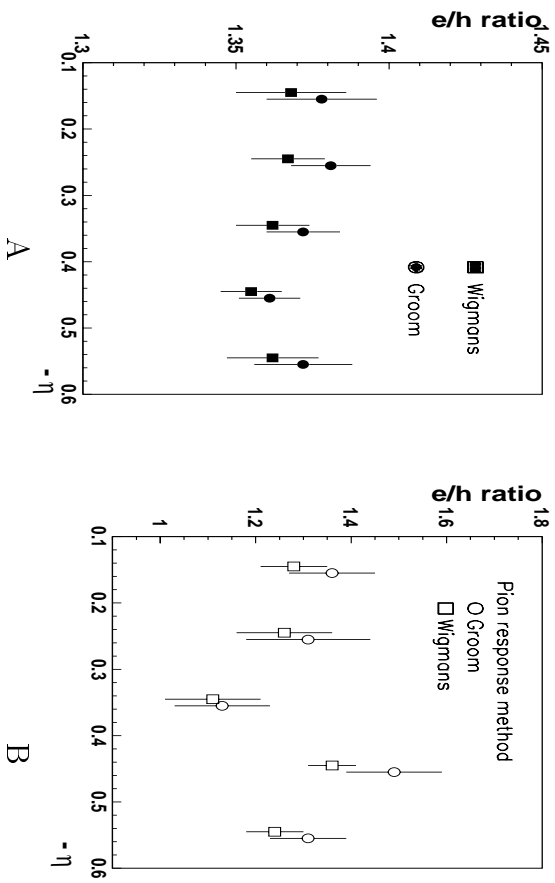 e/h ratio
1.3
1.35
1.4
1.45
0.1
0.2
0.3
0.4
0.5
0.6
- η
Wigmans
Groom
A
e/h ratio
1
1.2
1.4
1.6
1.8
0.1
0.2
0.3
0.4
0.5
0.6
- η
Pion response method
Groom
Wigmans
B